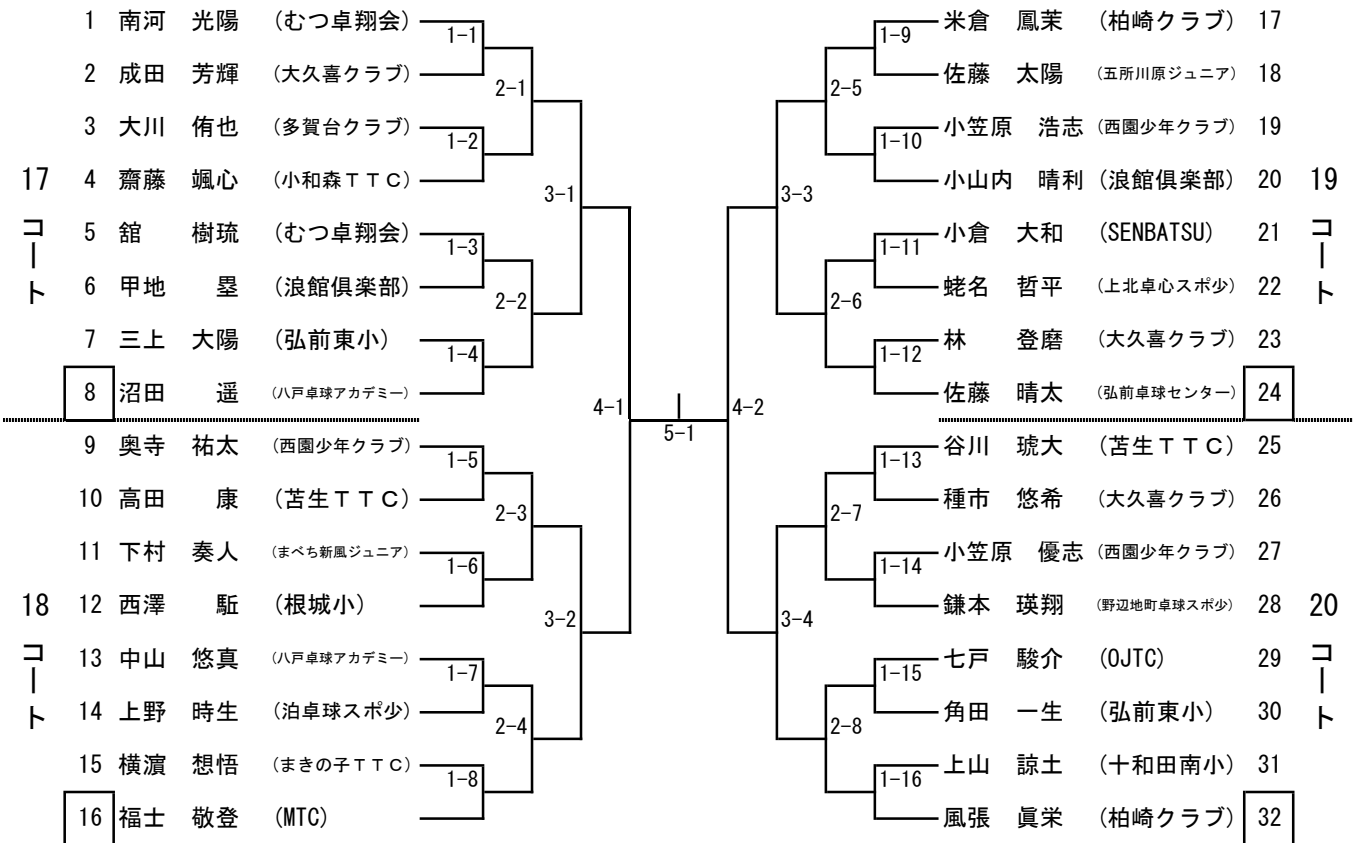 1 南河 光陽 (むつ卓翔会)
1-1
2 成田 芳輝 (大久喜クラブ)
2-1
3 大川 侑也 (多賀台クラブ)
1-2
17 コート
4 齋藤 颯心 (小和森ＴＴＣ)
3-1
5 舘 樹琉 (むつ卓翔会)
1-3
6 甲地 塁 (浪館倶楽部)
2-2
7 三上 大陽 (弘前東小)
1-4
8 沼田 遥 (八戸卓球アカデミー)
4-1
9 奥寺 祐太 (西園少年クラブ)
1-5
10 高田 康 (苫生ＴＴＣ)
2-3
11 下村 奏人 (まべち新風ジュニア)
1-6
18 コート
12 西澤 駈 (根城小)
3-2
13 中山 悠真 (八戸卓球アカデミー)
1-7
14 上野 時生 (泊卓球スポ少)
2-4
15 横濵 想悟 (まきの子ＴＴＣ)
1-8
16 福士 敬登 (MTC)
5-1
1-9
米倉 鳳茉 (柏崎クラブ) 17
2-5
佐藤 太陽 (五所川原ジュニア) 18
1-10
小笠原 浩志 (西園少年クラブ) 19
3-3
小山内 晴利 (浪館倶楽部) 20
19 コート
1-11
小倉 大和 (SENBATSU) 21
2-6
蛯名 哲平 (上北卓心スポ少) 22
1-12
林 登磨 (大久喜クラブ) 23
佐藤 晴太 (弘前卓球センター) 24
4-2
1-13
谷川 琥大 (苫生ＴＴＣ) 25
2-7
種市 悠希 (大久喜クラブ) 26
1-14
小笠原 優志 (西園少年クラブ) 27
3-4
鎌本 瑛翔 (野辺地町卓球スポ少) 28
20 コート
1-15
七戸 駿介 (OJTC) 29
2-8
角田 一生 (弘前東小) 30
1-16
上山 諒土 (十和田南小) 31
風張 眞栄 (柏崎クラブ) 32